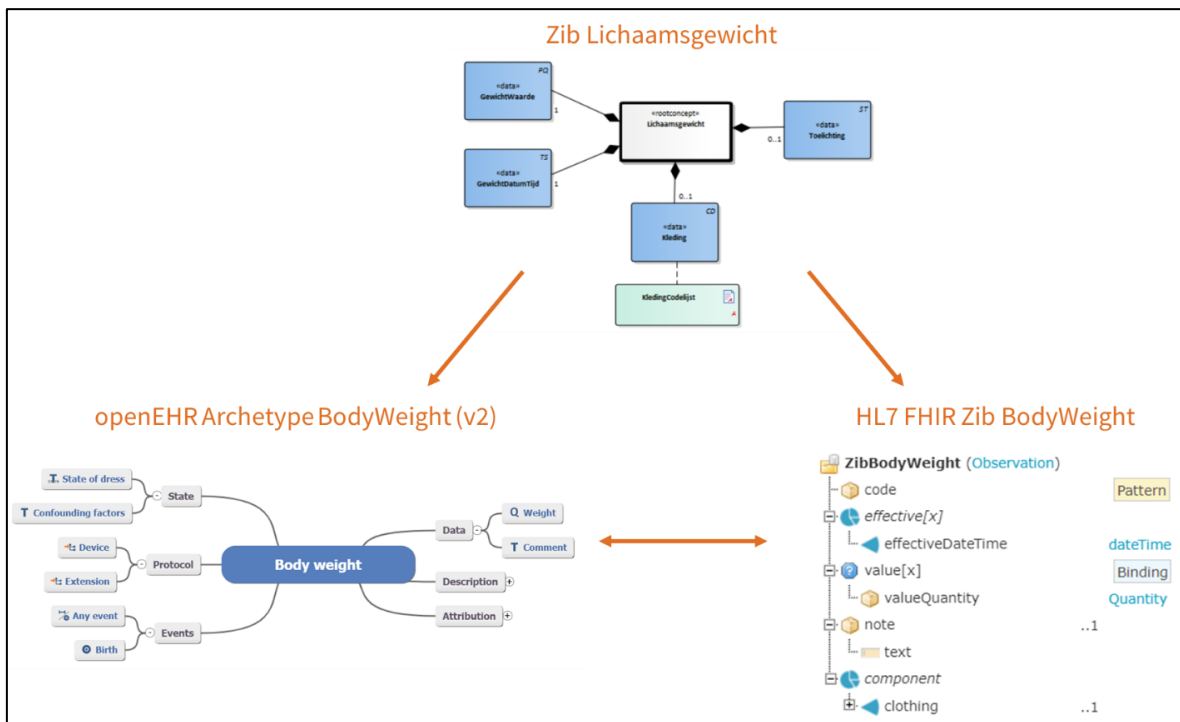 Zib Lichaamsgewicht
PQ
«data»
GewichtWaarde
1
«rootconcept»
Lichaamsgewicht
ST
«data»
Toelichting
0..1
TS
«data»
GewichtDatumTijd
1
0..1
CD
«data»
Kleding
KledingCodelijst
openEHR Archetype BodyWeight (v2)
State of dress
T Confounding factors
State
Device
Extension
Protocol
Any event
Birth
Events
Body weight
Data
Q Weight
T Comment
Description
Attribution
HL7 FHIR Zib BodyWeight
ZibBodyWeight (Observation)
code Pattern
effective[x]
effectiveDateTime dateTime
value[x] Binding
valueQuantity Quantity
note ..1
text
component
clothing ..1